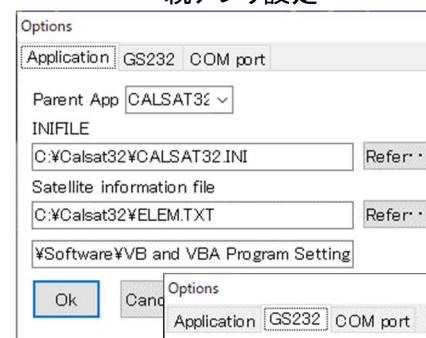 Options
Application GS232 COM port
Parent App CALSAT32
INIFILE
C:¥Calsat32¥CALSAT32.INI Refer・・
Satellite information file
C:¥Calsat32¥ELEM.TXT Refer・・
¥Software¥VB and VBA Program Setting
Ok
Options
Application GS232 COM port